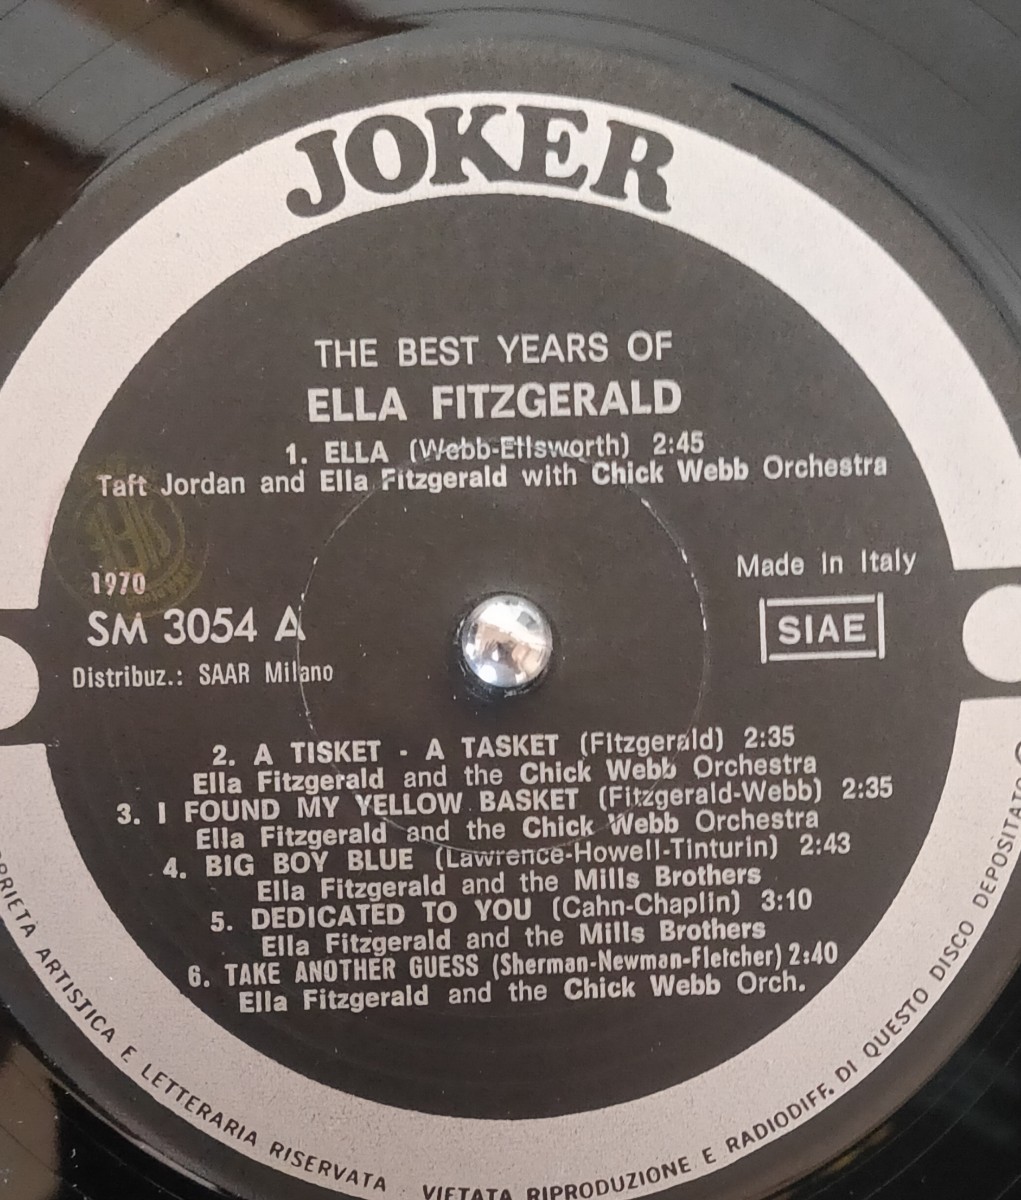 JOKER
THE BEST YEARS OF
ELLA FITZGERALD
1. ELLA (Webb-Ellsworth) 2:45
Taft Jordan and Ella Fitzgerald with Chick Webb Orchestra
1970
SM 3054 A
Distribuz.: SAAR Milano
Made in Italy
SIAE
2. A TISKET - A TASKET (Fitzgerald) 2:35
Ella Fitzgerald and the Chick Webb Orchestra
3. I FOUND MY YELLOW BASKET (Fitzgerald-Webb) 2:35
Ella Fitzgerald and the Chick Webb Orchestra
4. BIG BOY BLUE (Lawrence-Howell-Tinturin) 2:43
Ella Fitzgerald and the Mills Brothers
5. DEDICATED TO YOU (Cahn-Chaplin) 3:10
Ella Fitzgerald and the Mills Brothers
6. TAKE ANOTHER GUESS (Sherman-Newman-Fletcher) 2:40
Ella Fitzgerald and the Chick Webb Orch.
ARTISTICA E LETTERARIA RISERVATA VIETATA RIPRODUZIONE E RADIODIFF. DI QUESTO DISCO DEPOSITATO